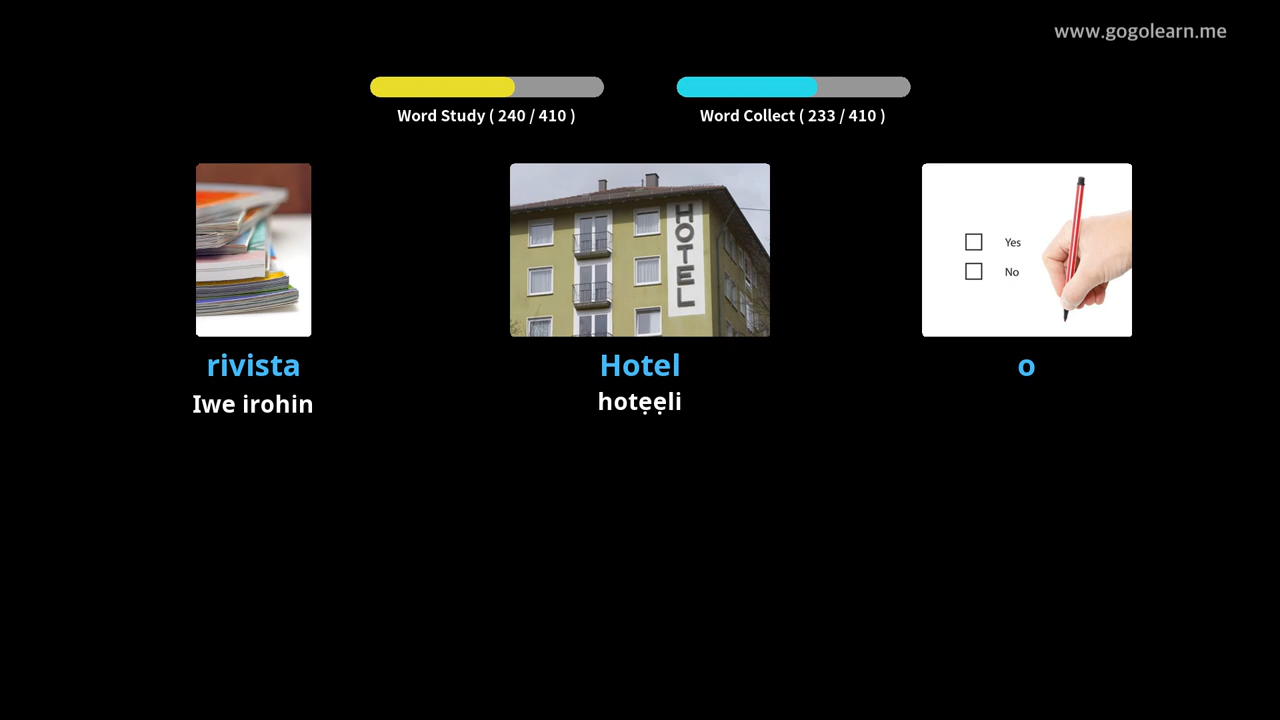 www.gogolearn.me
Word Study ( 240 / 410 )
Word Collect ( 233 / 410 )
HOTEL
Yes
No
rivista
Hotel
o
Iwe irohin
hotẹẹli